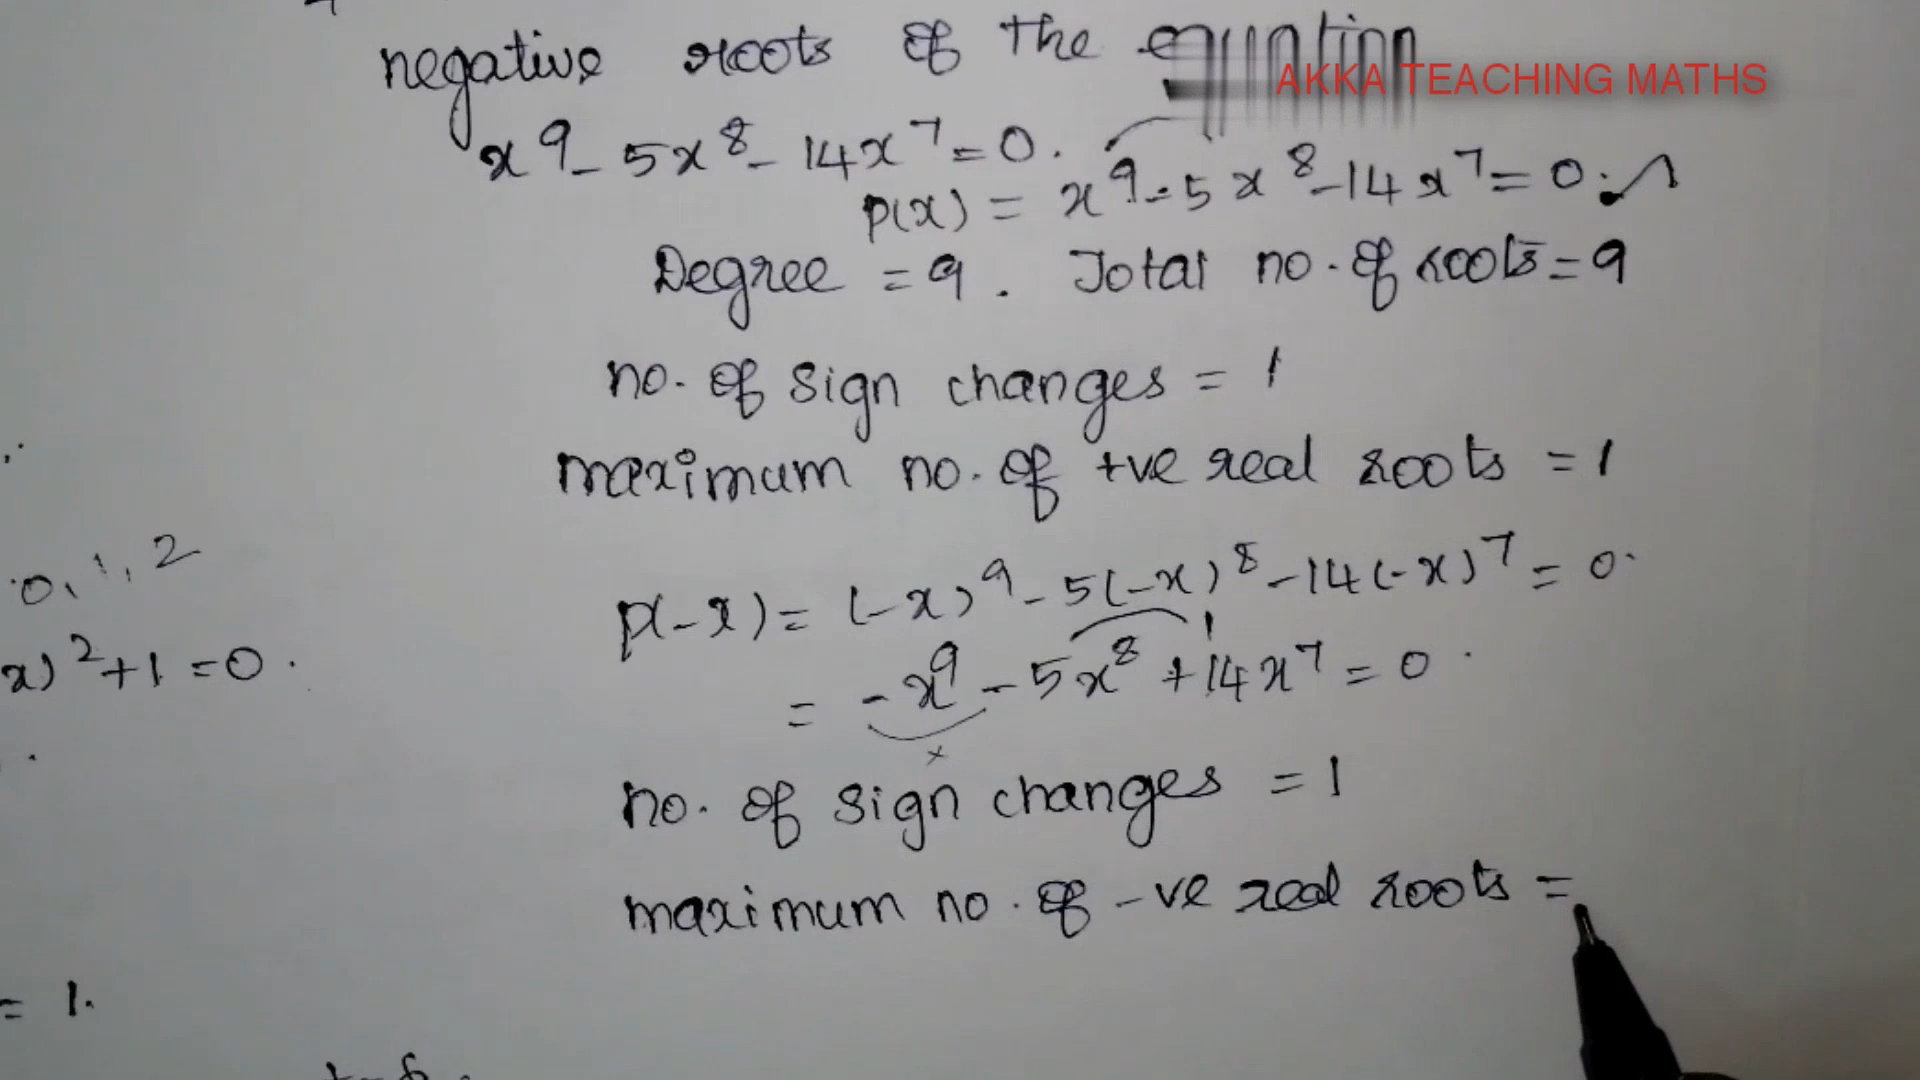 negative roots of the equation
AKKA TEACHING MATHS
x⁹ - 5x⁸ - 14x⁷ = 0.
p(x) = x⁹ - 5x⁸ - 14x⁷ = 0.
Degree = 9. Total no. of roots = 9
no. of sign changes = 1
maximum no. of +ve real roots = 1
p(-x) = (-x)⁹ - 5(-x)⁸ - 14(-x)⁷ = 0.
= -x⁹ - 5x⁸ + 14x⁷ = 0.
no. of sign changes = 1
maximum no. of -ve real roots =
0, 1, 2
x)² + 1 = 0.
= 1.